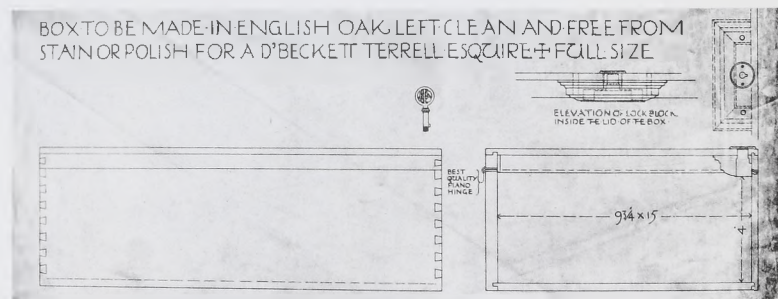 BOX TO BE MADE·IN·ENGLISH OAK LEFT CLEAN AND FREE FROM
STAIN OR POLISH FOR A D'BECKETT TERRELL ESQUIRE + FULL SIZE
ELEVATION OF LOCK BLOCK
INSIDE THE LID OF THE BOX
BEST
QUALITY
PIANO
HINGE
9¾ × 15
4